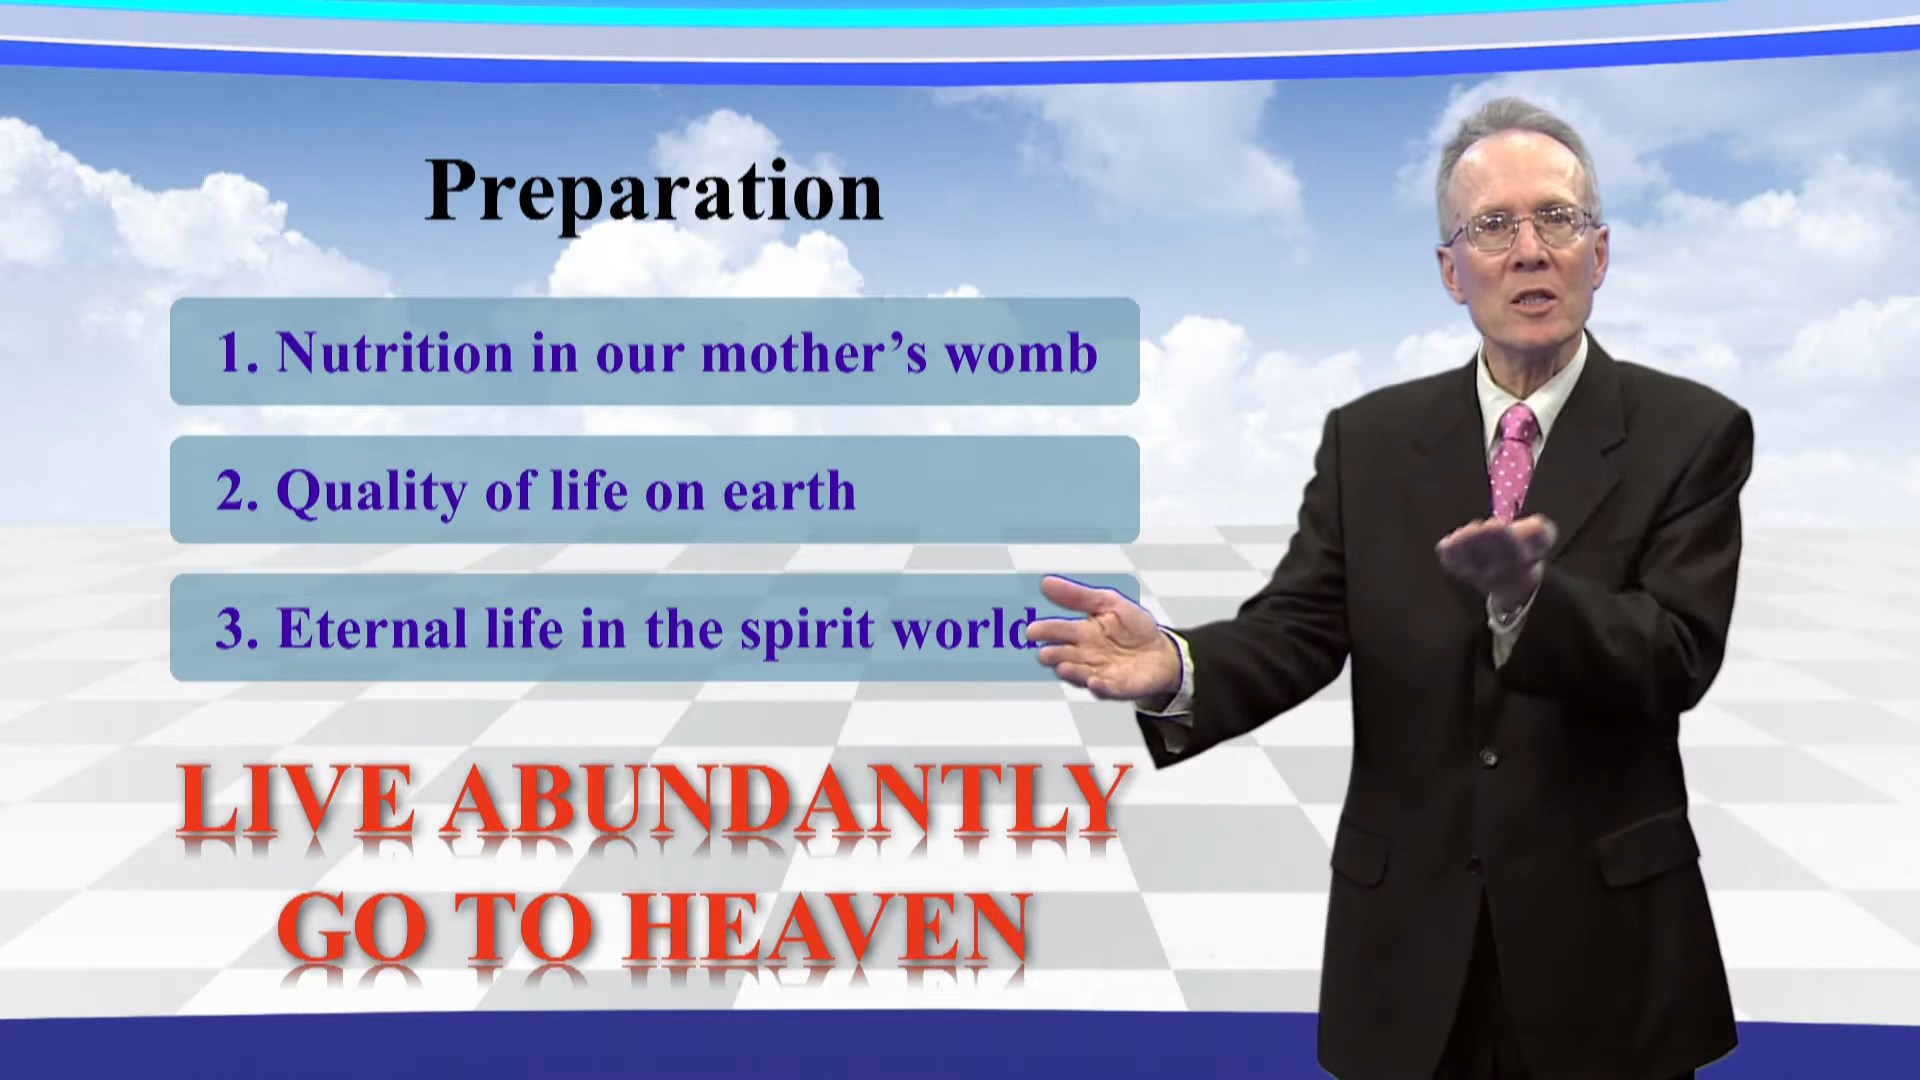 Preparation
1. Nutrition in our mother’s womb
2. Quality of life on earth
3. Eternal life in the spirit world
LIVE ABUNDANTLY
GO TO HEAVEN